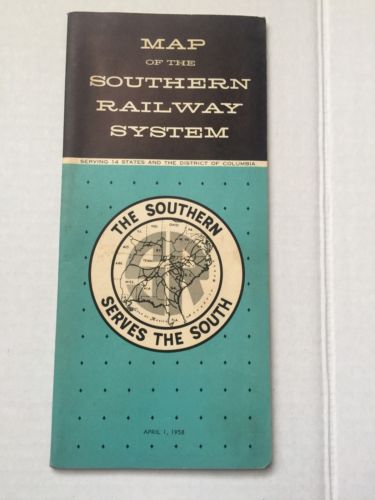 MAP
OF THE
SOUTHERN
RAILWAY
SYSTEM
SERVING 14 STATES AND THE DISTRICT OF COLUMBIA
THE SOUTHERN
SR
SERVES THE SOUTH
APRIL 1, 1958